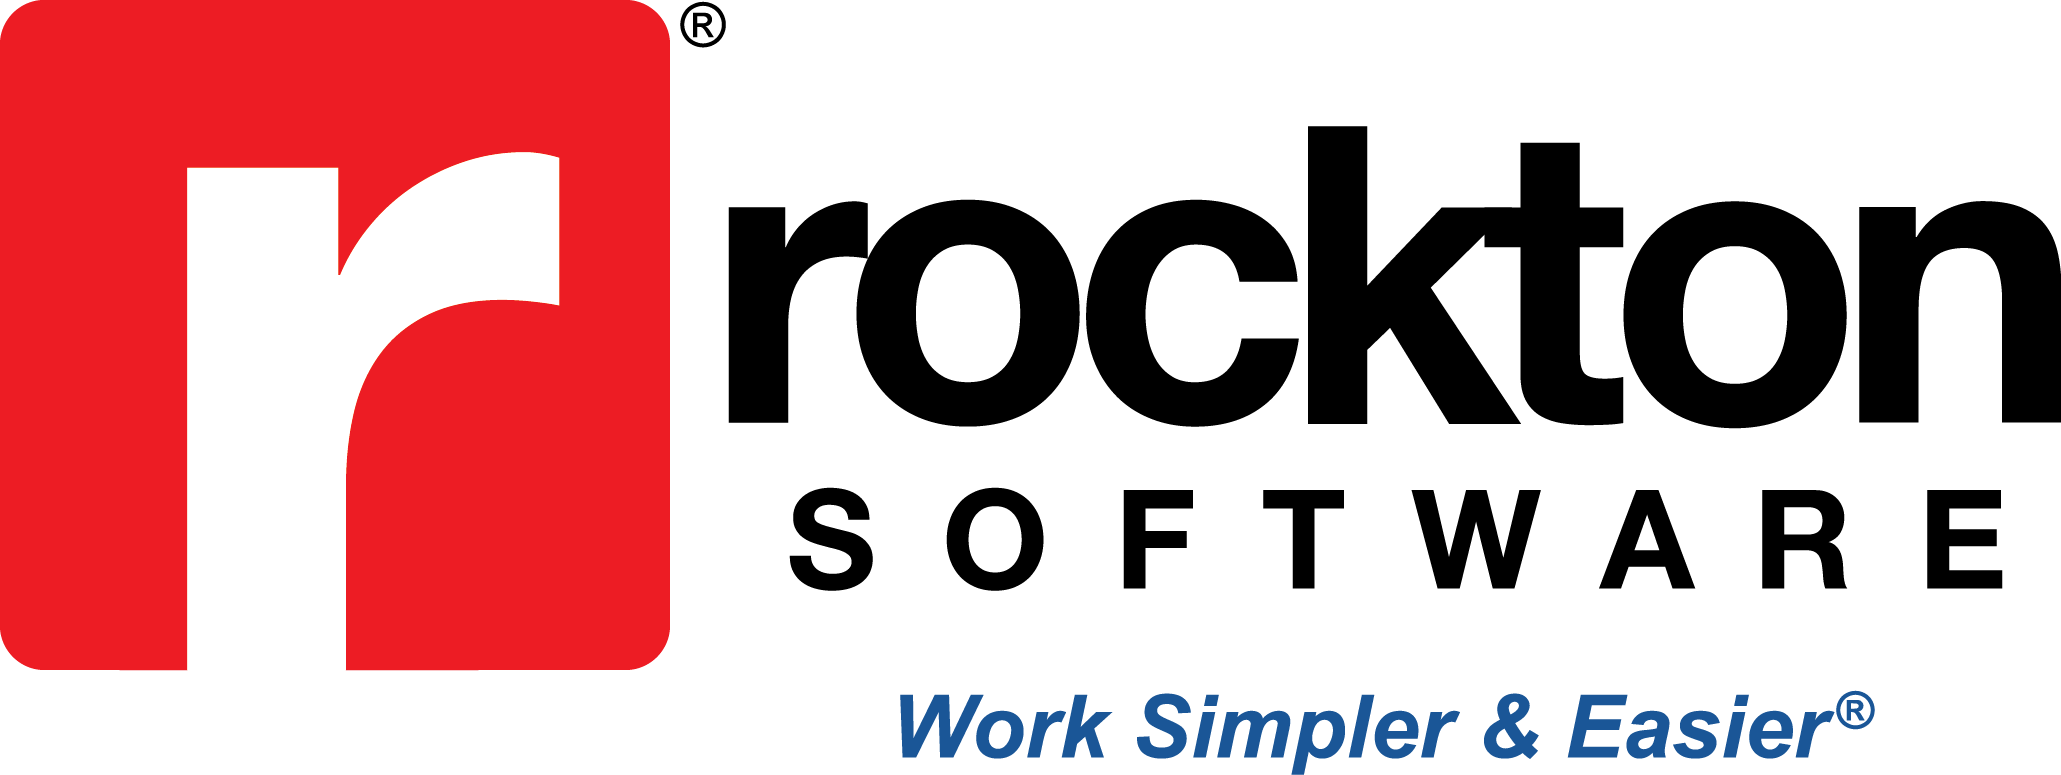 r®
rockton
SOFTWARE
Work Simpler & Easier®